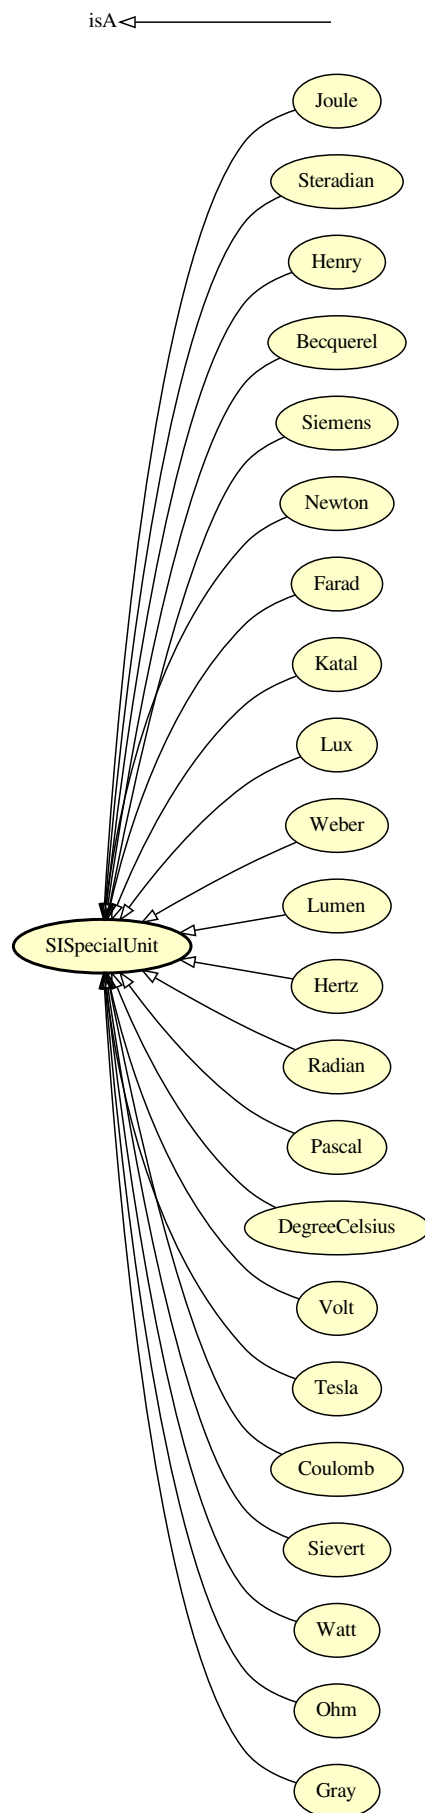 isA
Joule
Steradian
Henry
Becquerel
Siemens
Newton
Farad
Katal
Lux
Weber
Lumen
SISpecialUnit
Hertz
Radian
Pascal
DegreeCelsius
Volt
Tesla
Coulomb
Sievert
Watt
Ohm
Gray